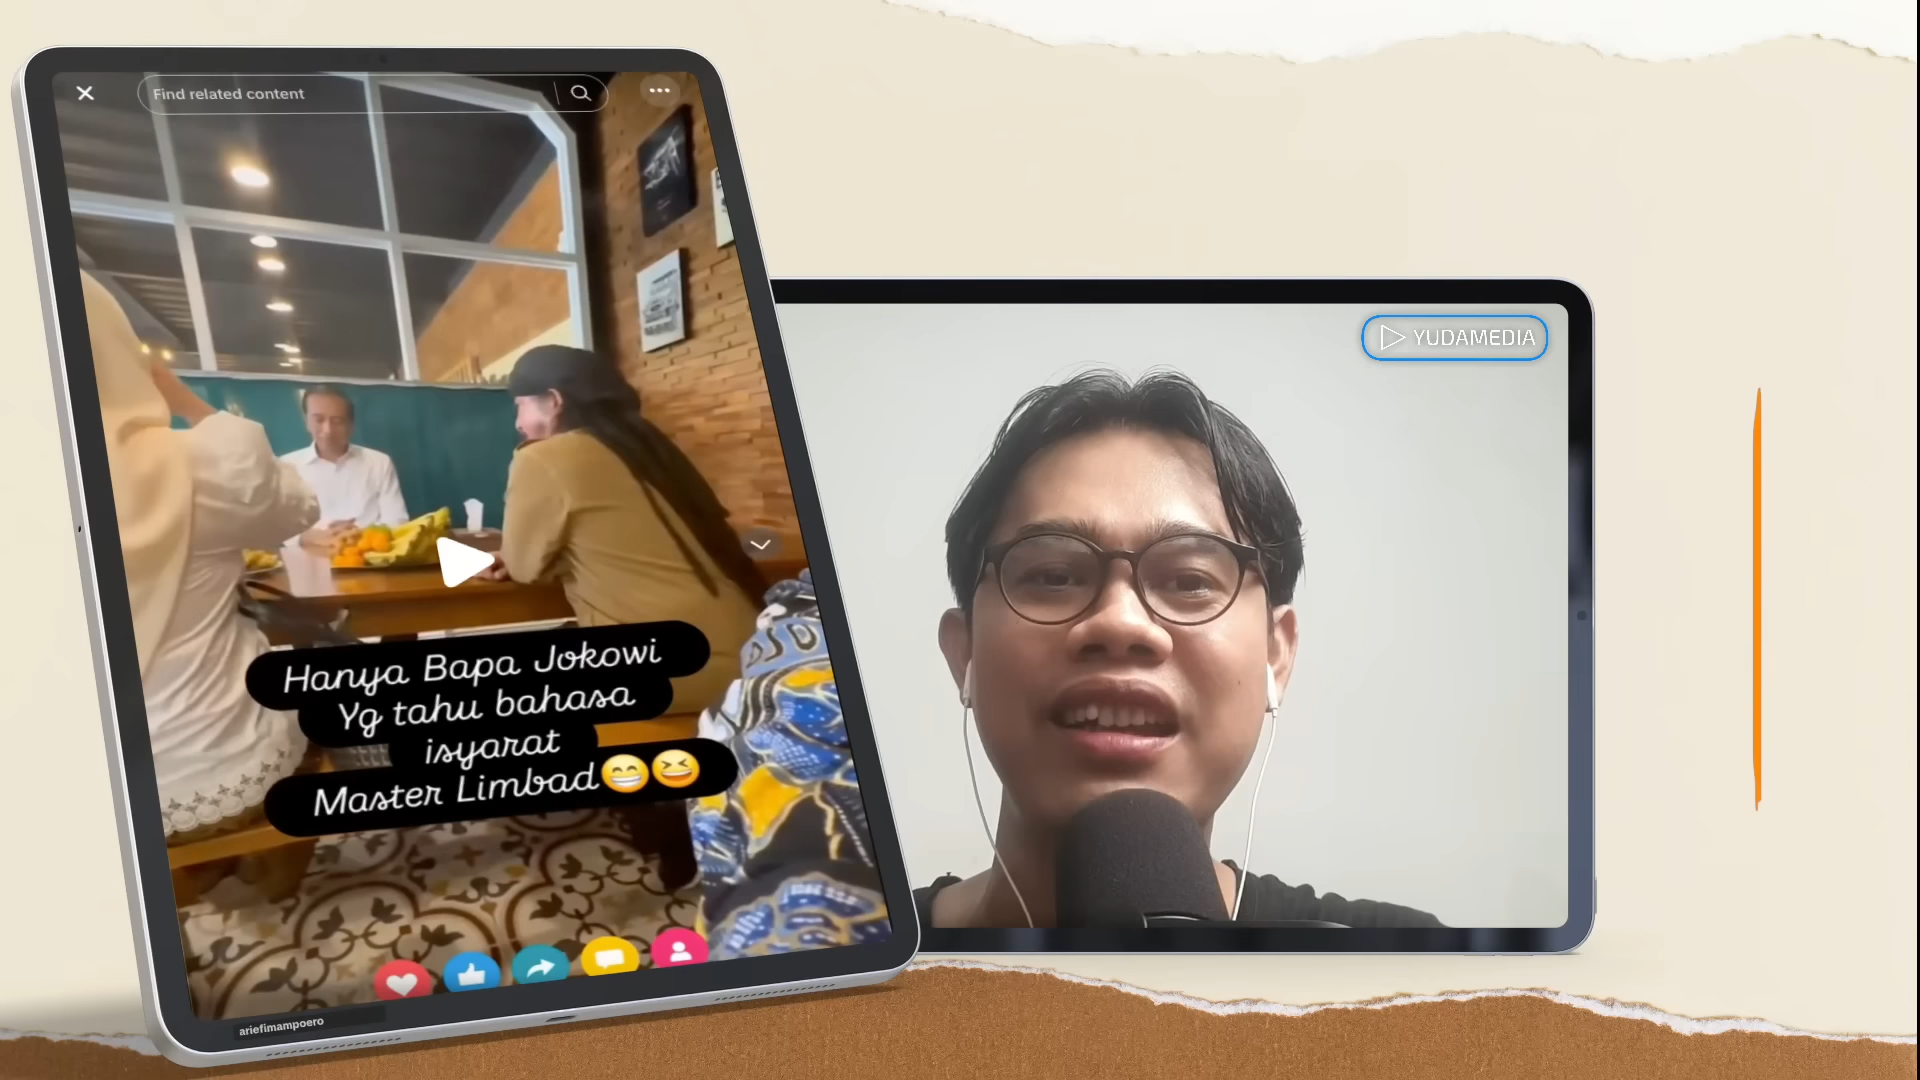 Find related content
Hanya Bapa Jokowi
Yg tahu bahasa
isyarat
Master Limbad😁😆
ariefimampoero
YUDAMEDIA